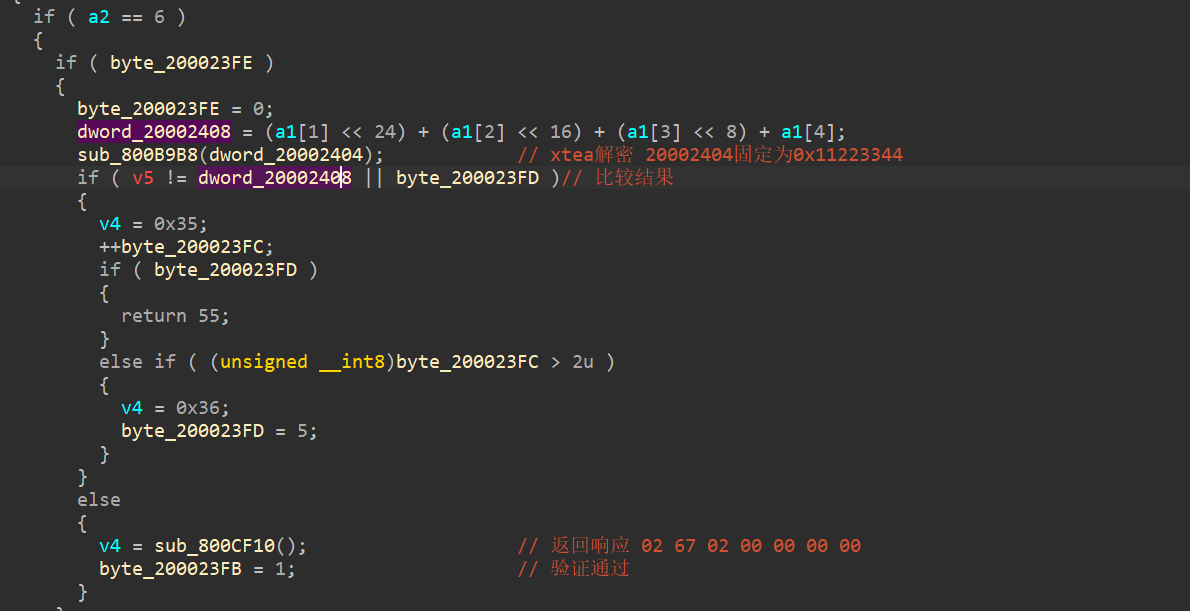 {
if ( a2 == 6 )
{
if ( byte_200023FE )
{
byte_200023FE = 0;
dword_20002408 = (a1[1] << 24) + (a1[2] << 16) + (a1[3] << 8) + a1[4];
sub_800B9B8(dword_20002404); // xtea解密 20002404固定为0x11223344
if ( v5 != dword_20002408 || byte_200023FD )// 比较结果
{
v4 = 0x35;
++byte_200023FC;
if ( byte_200023FD )
{
return 55;
}
else if ( (unsigned __int8)byte_200023FC > 2u )
{
v4 = 0x36;
byte_200023FD = 5;
}
}
else
{
v4 = sub_800CF10(); // 返回响应 02 67 02 00 00 00 00
byte_200023FB = 1; // 验证通过
}
}